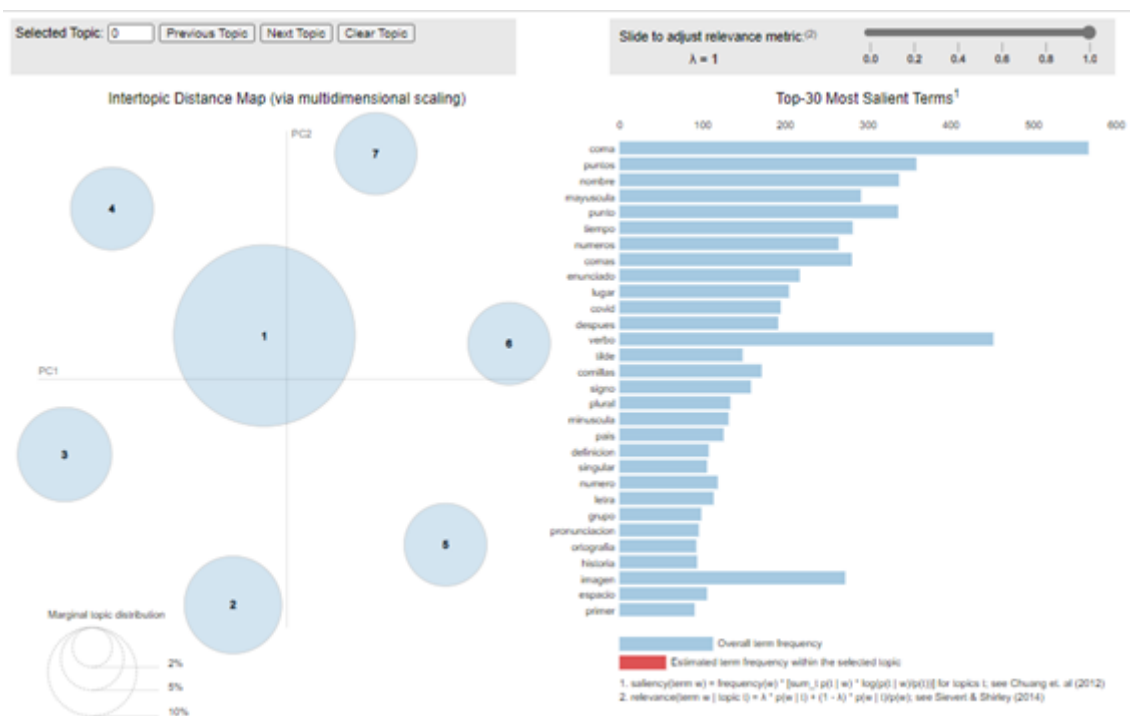 Selected Topic: 0 Previous Topic Next Topic Clear Topic
Slide to adjust relevance metric:(2)
λ = 1
0.0 0.2 0.4 0.6 0.8 1.0
Intertopic Distance Map (via multidimensional scaling)
PC2
PC1
7
4
1
6
3
5
2
Marginal topic distribution
2%
5%
10%
Top-30 Most Salient Terms1
0 100 200 300 400 500 600
coma
puntos
nombre
mayuscula
punto
tiempo
numeros
comas
enunciado
lugar
covid
despues
verbo
tilde
comillas
signo
plural
minuscula
pais
definicion
singular
numero
letra
grupo
pronunciacion
ortografia
historia
imagen
espacio
primer
Overall term frequency
Estimated term frequency within the selected topic
1. saliency(term w) = frequency(w) * [sum_t p(t | w) * log(p(t | w)/p(t))] for topics t; see Chuang et. al (2012)
2. relevance(term w | topic t) = λ * p(w | t) + (1 - λ) * p(w | t)/p(w); see Sievert & Shirley (2014)